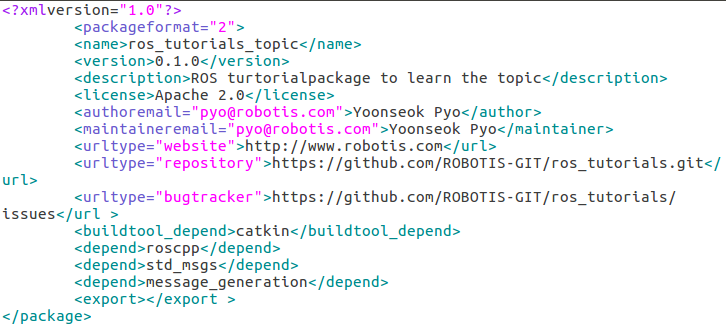 <?xmlversion="1.0"?>
<packageformat="2">
<name>ros_tutorials_topic</name>
<version>0.1.0</version>
<description>ROS turtorialpackage to learn the topic</description>
<license>Apache 2.0</license>
<authoremail="pyo@robotis.com">Yoonseok Pyo</author>
<maintaineremail="pyo@robotis.com">Yoonseok Pyo</maintainer>
<urltype="website">http://www.robotis.com</url>
<urltype="repository">https://github.com/ROBOTIS-GIT/ros_tutorials.git</
url>
<urltype="bugtracker">https://github.com/ROBOTIS-GIT/ros_tutorials/
issues</url >
<buildtool_depend>catkin</buildtool_depend>
<depend>roscpp</depend>
<depend>std_msgs</depend>
<depend>message_generation</depend>
<export></export >
</package>